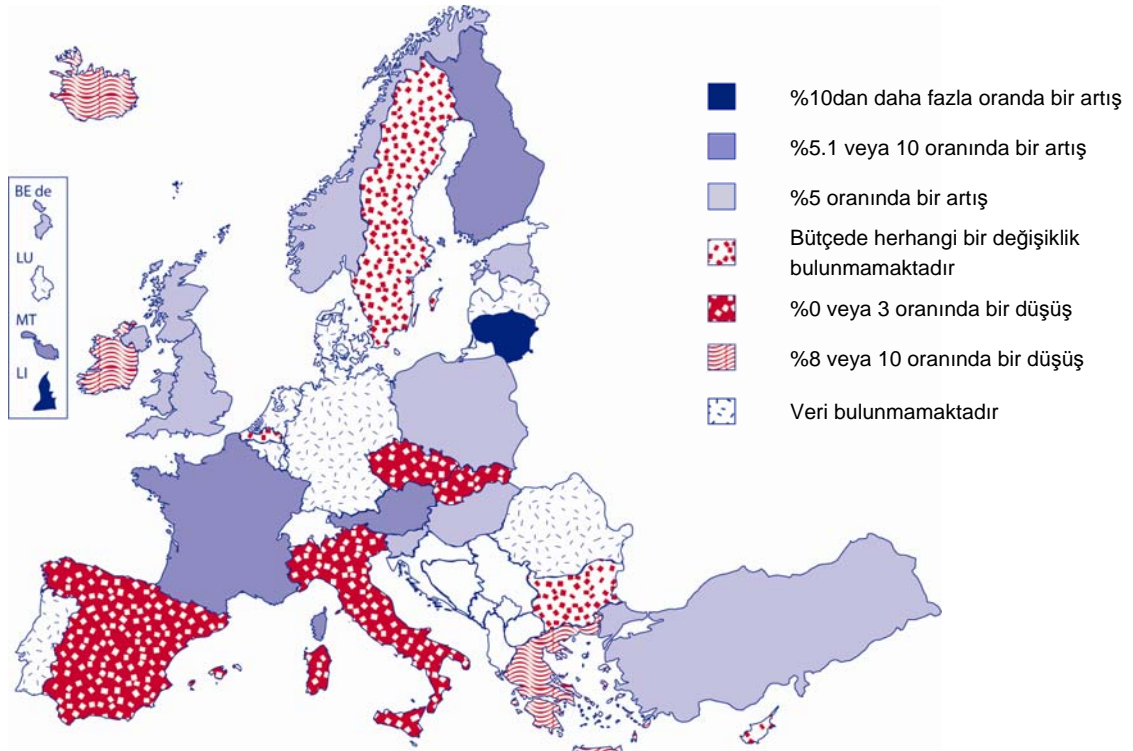 %10dan daha fazla oranda bir artış
%5.1 veya 10 oranında bir artış
%5 oranında bir artış
Bütçede herhangi bir değişiklik
bulunmamaktadır
%0 veya 3 oranında bir düşüş
%8 veya 10 oranında bir düşüş
Veri bulunmamaktadır
BE de
LU
MT
LI